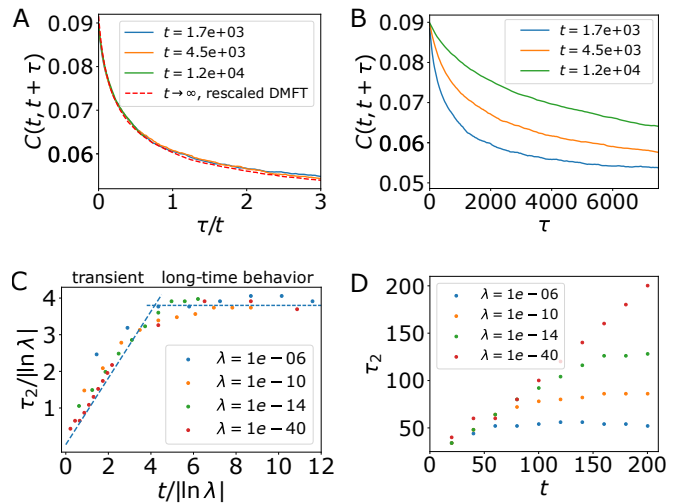 A
C(t, t + τ)
0.09
0.08
0.07
0.06
t = 1.7e+03
t = 4.5e+03
t = 1.2e+04
t → ∞, rescaled DMFT
0 1 2 3
τ/t
B
C(t, t + τ)
0.09
0.08
0.07
0.06
0.05
t = 1.7e+03
t = 4.5e+03
t = 1.2e+04
0 2000 4000 6000
τ
C
transient long-time behavior
τ2/|ln λ|
4
3
2
1
λ = 1e − 06
λ = 1e − 10
λ = 1e − 14
λ = 1e − 40
0 2 4 6 8 10 12
t/|ln λ|
D
τ2
200
150
100
50
λ = 1e − 06
λ = 1e − 10
λ = 1e − 14
λ = 1e − 40
0 50 100 150 200
t